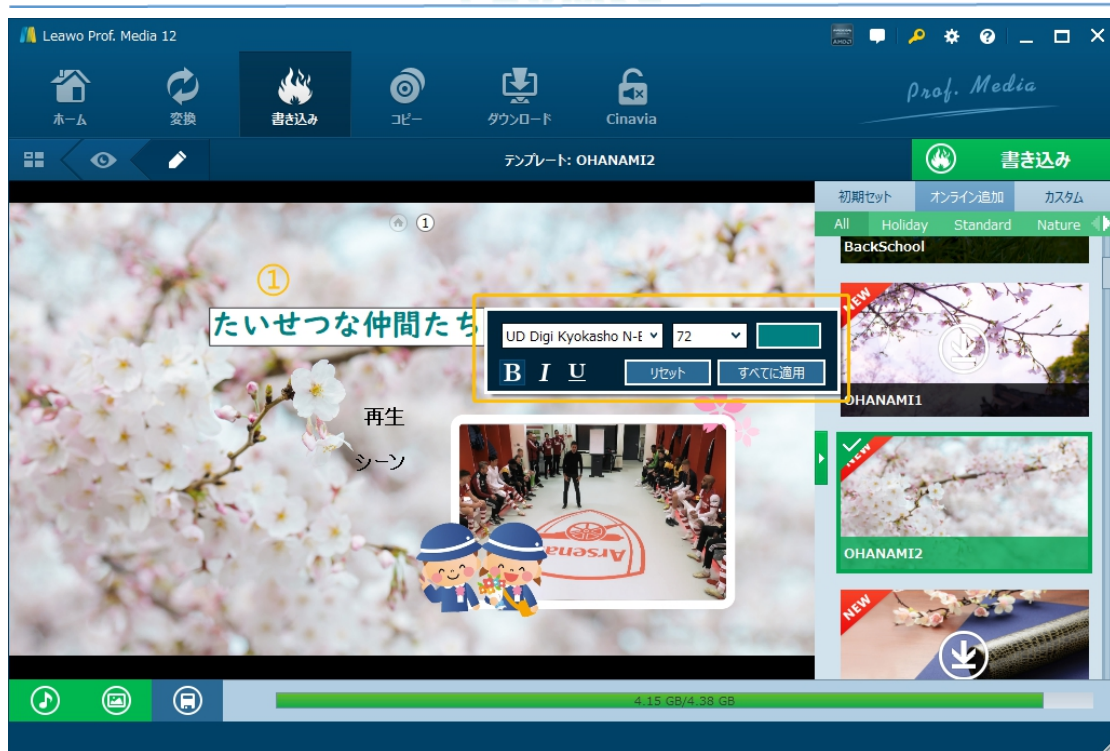 Leawo Prof. Media 12
ホーム
変換
書き込み
コピー
ダウンロード
Cinavia
Prof. Media
テンプレート: OHANAMI2
書き込み
初期セット
オンライン追加
カスタム
All
Holiday
Standard
Nature
BackSchool
①
①
たいせつな仲間たち
UD Digi Kyokasho N-E
72
B I U
リセット
すべてに適用
NEW
OHANAMI1
再生
シーン
Arsena
NEW
OHANAMI2
NEW
4.15 GB/4.38 GB